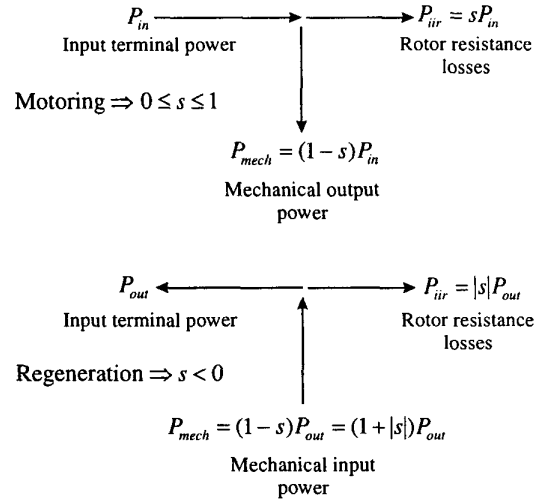 P_in P_iir = sP_in
Input terminal power Rotor resistance
losses
Motoring ⇒ 0 ≤ s ≤ 1
P_mech = (1 − s)P_in
Mechanical output
power
P_out P_iir = |s|P_out
Input terminal power Rotor resistance
losses
Regeneration ⇒ s < 0
P_mech = (1 − s)P_out = (1 + |s|)P_out
Mechanical input
power